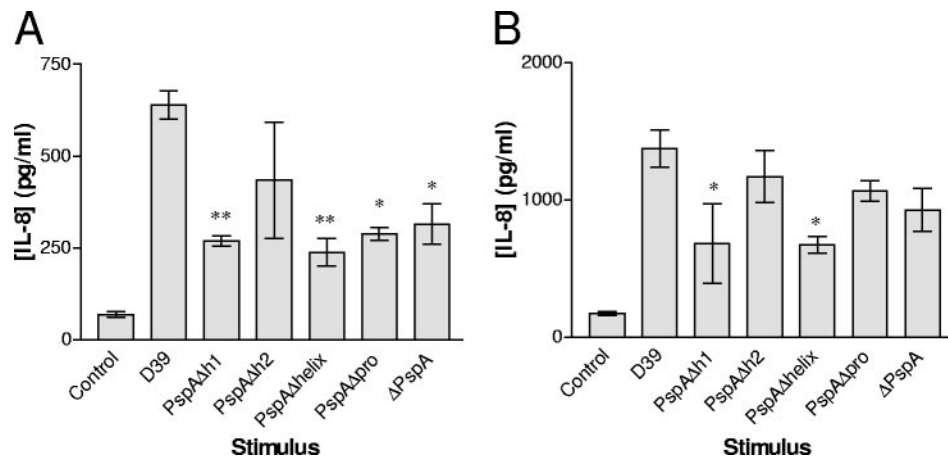 A
[IL-8] (pg/ml)
750
500
250
0
** ** * *
Control D39 PspAΔh1 PspAΔh2 PspAΔhelix PspAΔpro ΔPspA
Stimulus
B
[IL-8] (pg/ml)
2000
1000
0
* *
Control D39 PspAΔh1 PspAΔh2 PspAΔhelix PspAΔpro ΔPspA
Stimulus